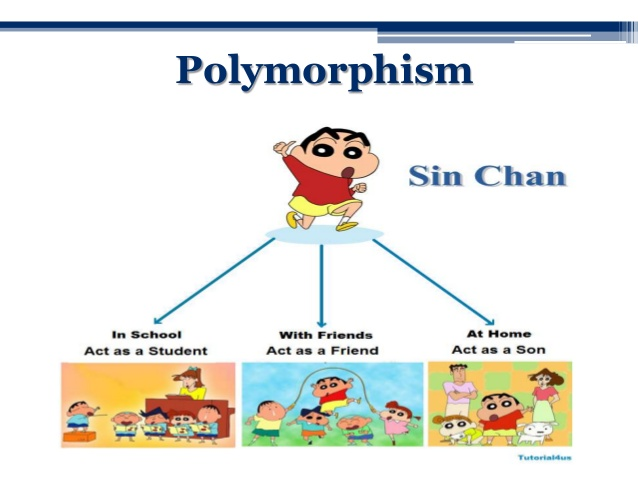 Polymorphism
Sin Chan
In School
Act as a Student
With Friends
Act as a Friend
At Home
Act as a Son
Tutorial4us